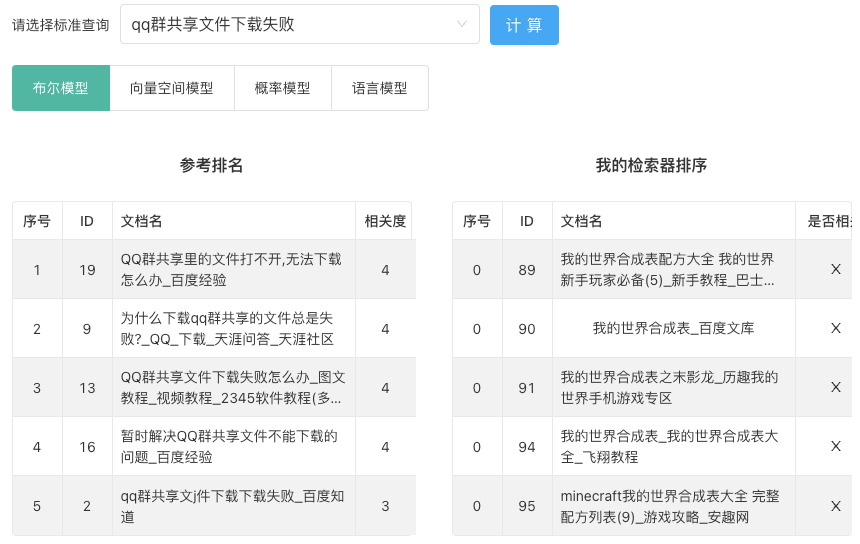 请选择标准查询 qq群共享文件下载失败 计 算
布尔模型 向量空间模型 概率模型 语言模型
参考排名
序号 ID 文档名 相关度
1 19 QQ群共享里的文件打不开,无法下载
怎么办_百度经验 4
2 9 为什么下载qq群共享的文件总是失
败?_QQ_下载_天涯问答_天涯社区 4
3 13 QQ群共享文件下载失败怎么办_图文
教程_视频教程_2345软件教程(多... 4
4 16 暂时解决QQ群共享文件不能下载的
问题_百度经验 4
5 2 qq群共享文j件下载下载失败_百度知
道 3
我的检索器排序
序号 ID 文档名 是否相
0 89 我的世界合成表配方大全 我的世界
新手玩家必备(5)_新手教程_巴士... X
0 90 我的世界合成表_百度文库 X
0 91 我的世界合成表之末影龙_历趣我的
世界手机游戏专区 X
0 94 我的世界合成表_我的世界合成表大
全_飞翔教程 X
0 95 minecraft我的世界合成表大全 完整
配方列表(9)_游戏攻略_安趣网 X